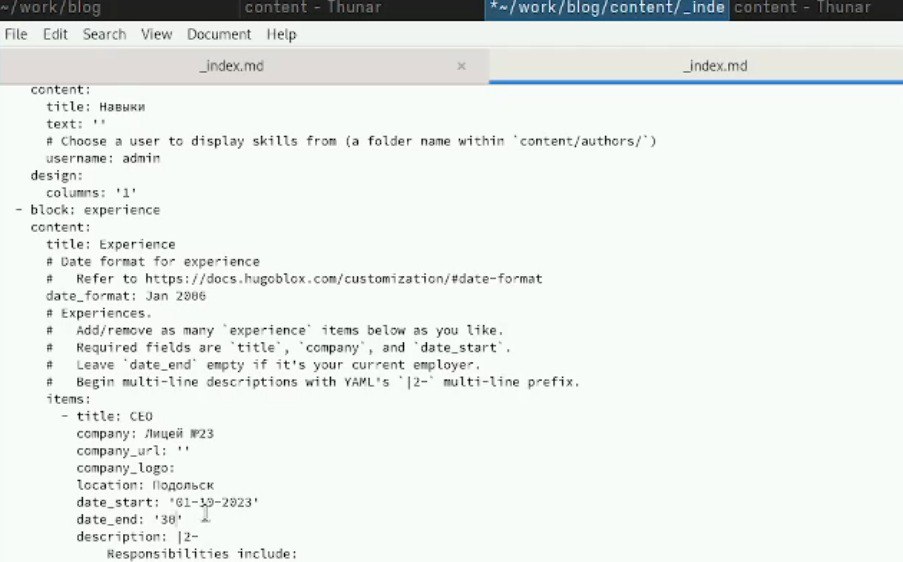 ~/work/blog
content - Thunar
*~/work/blog/content/_inde
content - Thunar
File Edit Search View Document Help
_index.md ×
_index.md
content:
title: Навыки
text: ''
# Choose a user to display skills from (a folder name within `content/authors/`)
username: admin
design:
columns: '1'
- block: experience
content:
title: Experience
# Date format for experience
# Refer to https://docs.hugoblox.com/customization/#date-format
date_format: Jan 2006
# Experiences.
# Add/remove as many `experience` items below as you like.
# Required fields are `title`, `company`, and `date_start`.
# Leave `date_end` empty if it's your current employer.
# Begin multi-line descriptions with YAML's `|2-` multi-line prefix.
items:
- title: CEO
company: Лицей №23
company_url: ''
company_logo:
location: Подольск
date_start: '01-10-2023'
date_end: '30'
description: |2-
Responsibilities include: